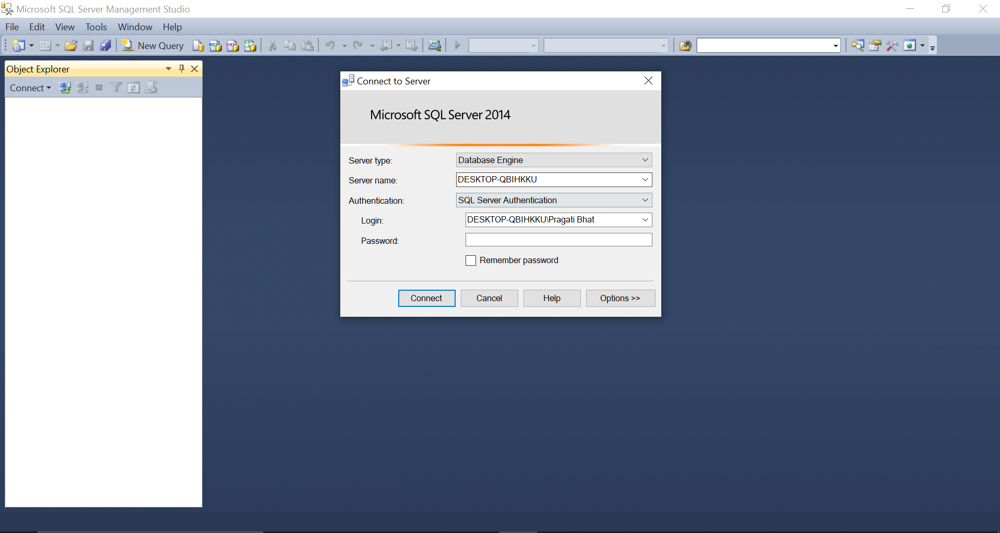 Microsoft SQL Server Management Studio
File Edit View Tools Window Help
New Query
Object Explorer
Connect
Connect to Server
Microsoft SQL Server 2014
Server type: Database Engine
Server name: DESKTOP-QBIHKKU
Authentication: SQL Server Authentication
Login: DESKTOP-QBIHKKU\Pragati Bhat
Password:
Remember password
Connect Cancel Help Options >>